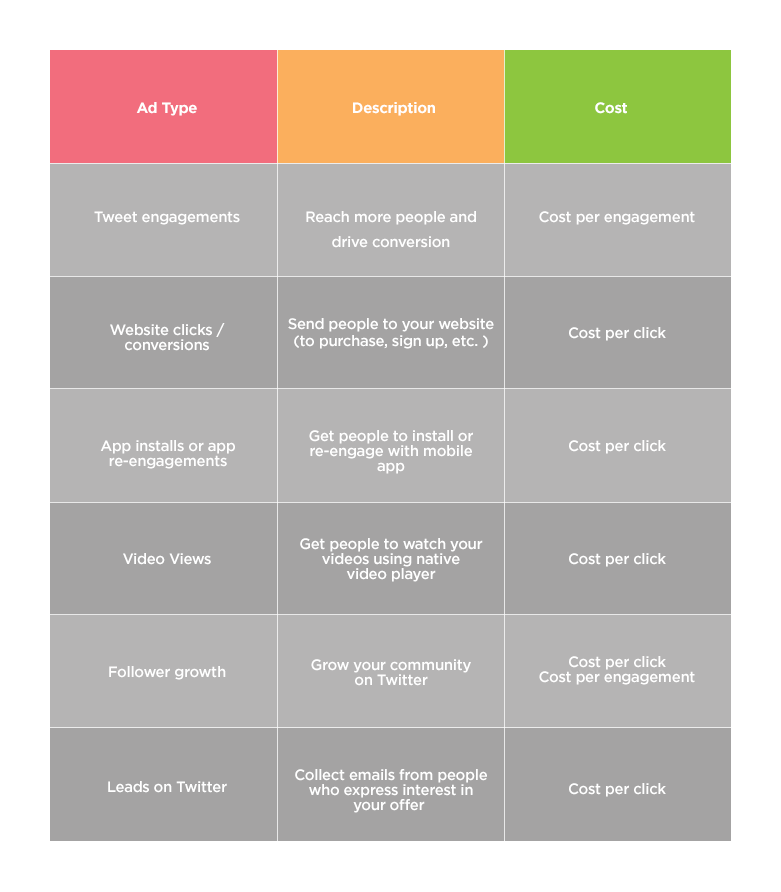 Ad Type
Description
Cost
Tweet engagements
Reach more people and
drive conversion
Cost per engagement
Website clicks /
conversions
Send people to your website
(to purchase, sign up, etc. )
Cost per click
App installs or app
re-engagements
Get people to install or
re-engage with mobile
app
Cost per click
Video Views
Get people to watch your
videos using native
video player
Cost per click
Follower growth
Grow your community
on Twitter
Cost per click
Cost per engagement
Leads on Twitter
Collect emails from people
who express interest in
your offer
Cost per click